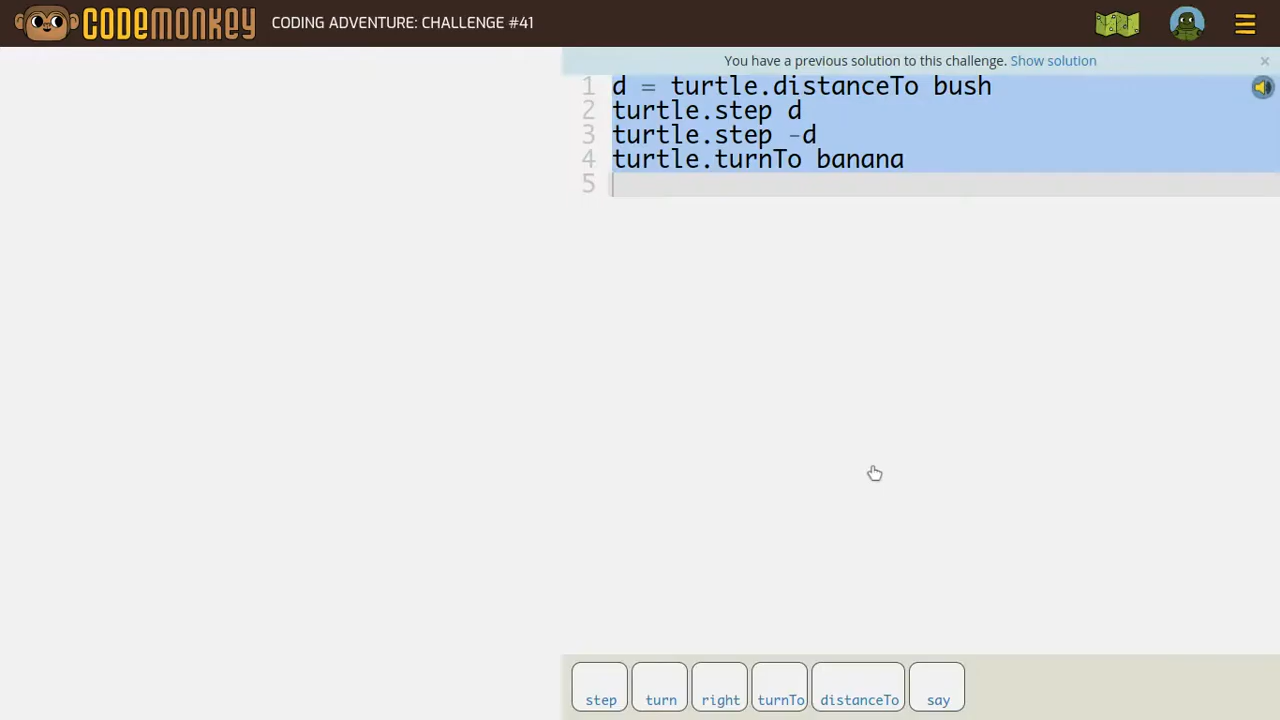 CODEMONKEY
CODING ADVENTURE: CHALLENGE #41
You have a previous solution to this challenge. Show solution ×
1 d = turtle.distanceTo bush
2 turtle.step d
3 turtle.step -d
4 turtle.turnTo banana
5
step turn right turnTo distanceTo say